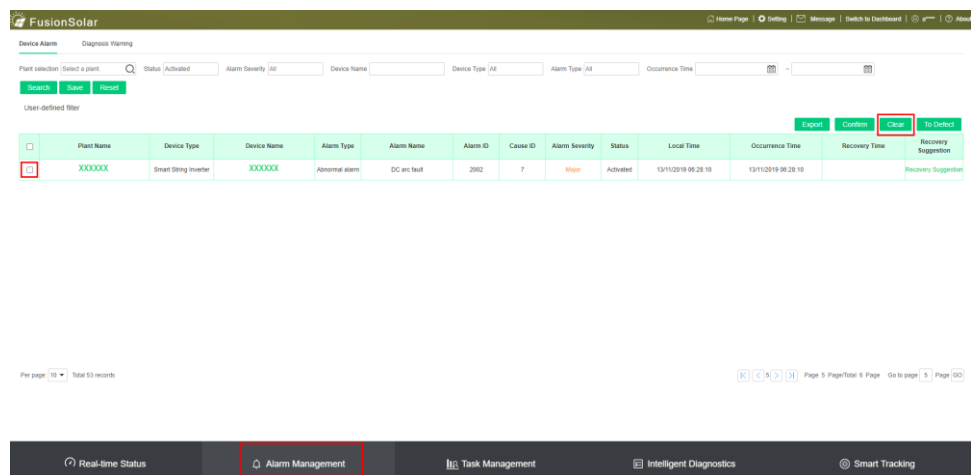 FusionSolar
Home Page | Setting | Message | Switch to Dashboard | a**** | About
Device Alarm Diagnosis Warning
Plant selection Select a plant Status Activated Alarm Severity All Device Name Device Type All Alarm Type All Occurrence Time –
Search Save Reset
User-defined filter
Export Confirm Clear To Defect
Plant Name Device Type Device Name Alarm Type Alarm Name Alarm ID Cause ID Alarm Severity Status Local Time Occurrence Time Recovery Time Recovery Suggestion
XXXXXX Smart String Inverter XXXXXX Abnormal alarm DC arc fault 2002 7 Major Activated 13/11/2019 06:28:10 13/11/2019 06:28:10 Recovery Suggestion
Per page 10 Total 53 records 5 Page 5 Page/Total 6 Page Go to page 5 Page GO
Real-time Status Alarm Management Task Management Intelligent Diagnostics Smart Tracking